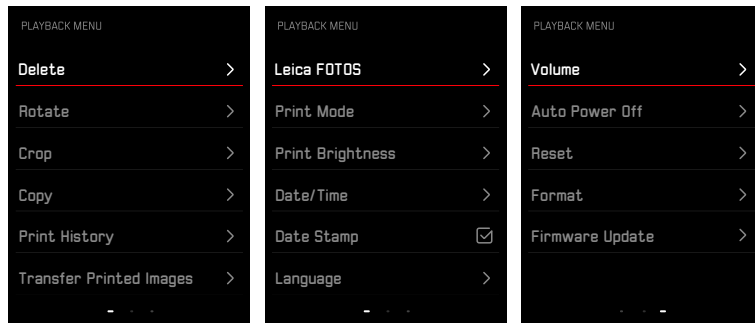 PLAYBACK MENU
Delete
Rotate
Crop
Copy
Print History
Transfer Printed Images
PLAYBACK MENU
Leica FOTOS
Print Mode
Print Brightness
Date/Time
Date Stamp
Language
PLAYBACK MENU
Volume
Auto Power Off
Reset
Format
Firmware Update